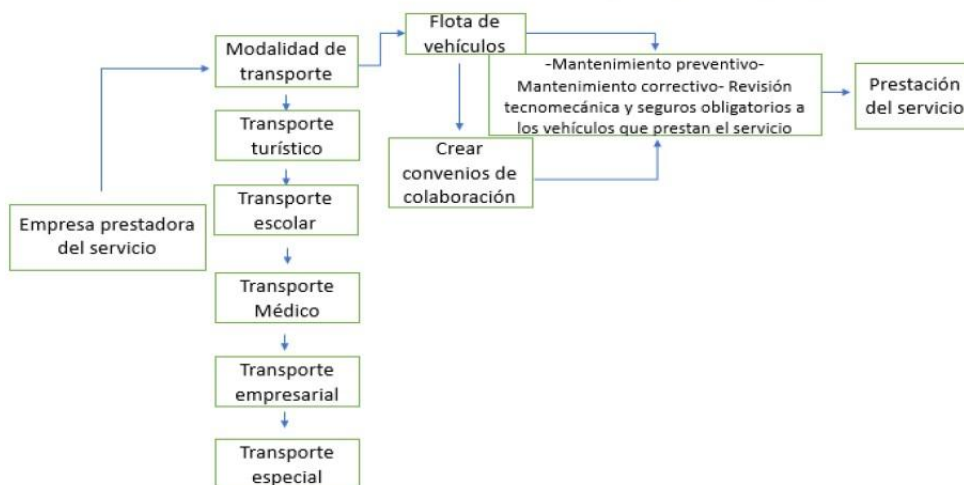 Flota de
vehículos
Modalidad de
transporte
-Mantenimiento preventivo-
Mantenimiento correctivo- Revisión
tecnomecánica y seguros obligatorios a
los vehículos que prestan el servicio
Prestación
del servicio
Transporte
turístico
Crear
convenios de
colaboración
Transporte
escolar
Empresa prestadora
del servicio
Transporte
Médico
Transporte
empresarial
Transporte
especial